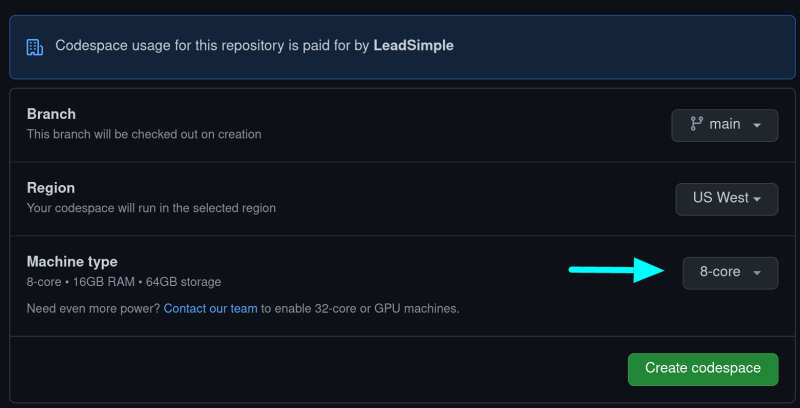 Codespace usage for this repository is paid for by LeadSimple
Branch
This branch will be checked out on creation
main
Region
Your codespace will run in the selected region
US West
Machine type
8-core • 16GB RAM • 64GB storage
8-core
Need even more power? Contact our team to enable 32-core or GPU machines.
Create codespace